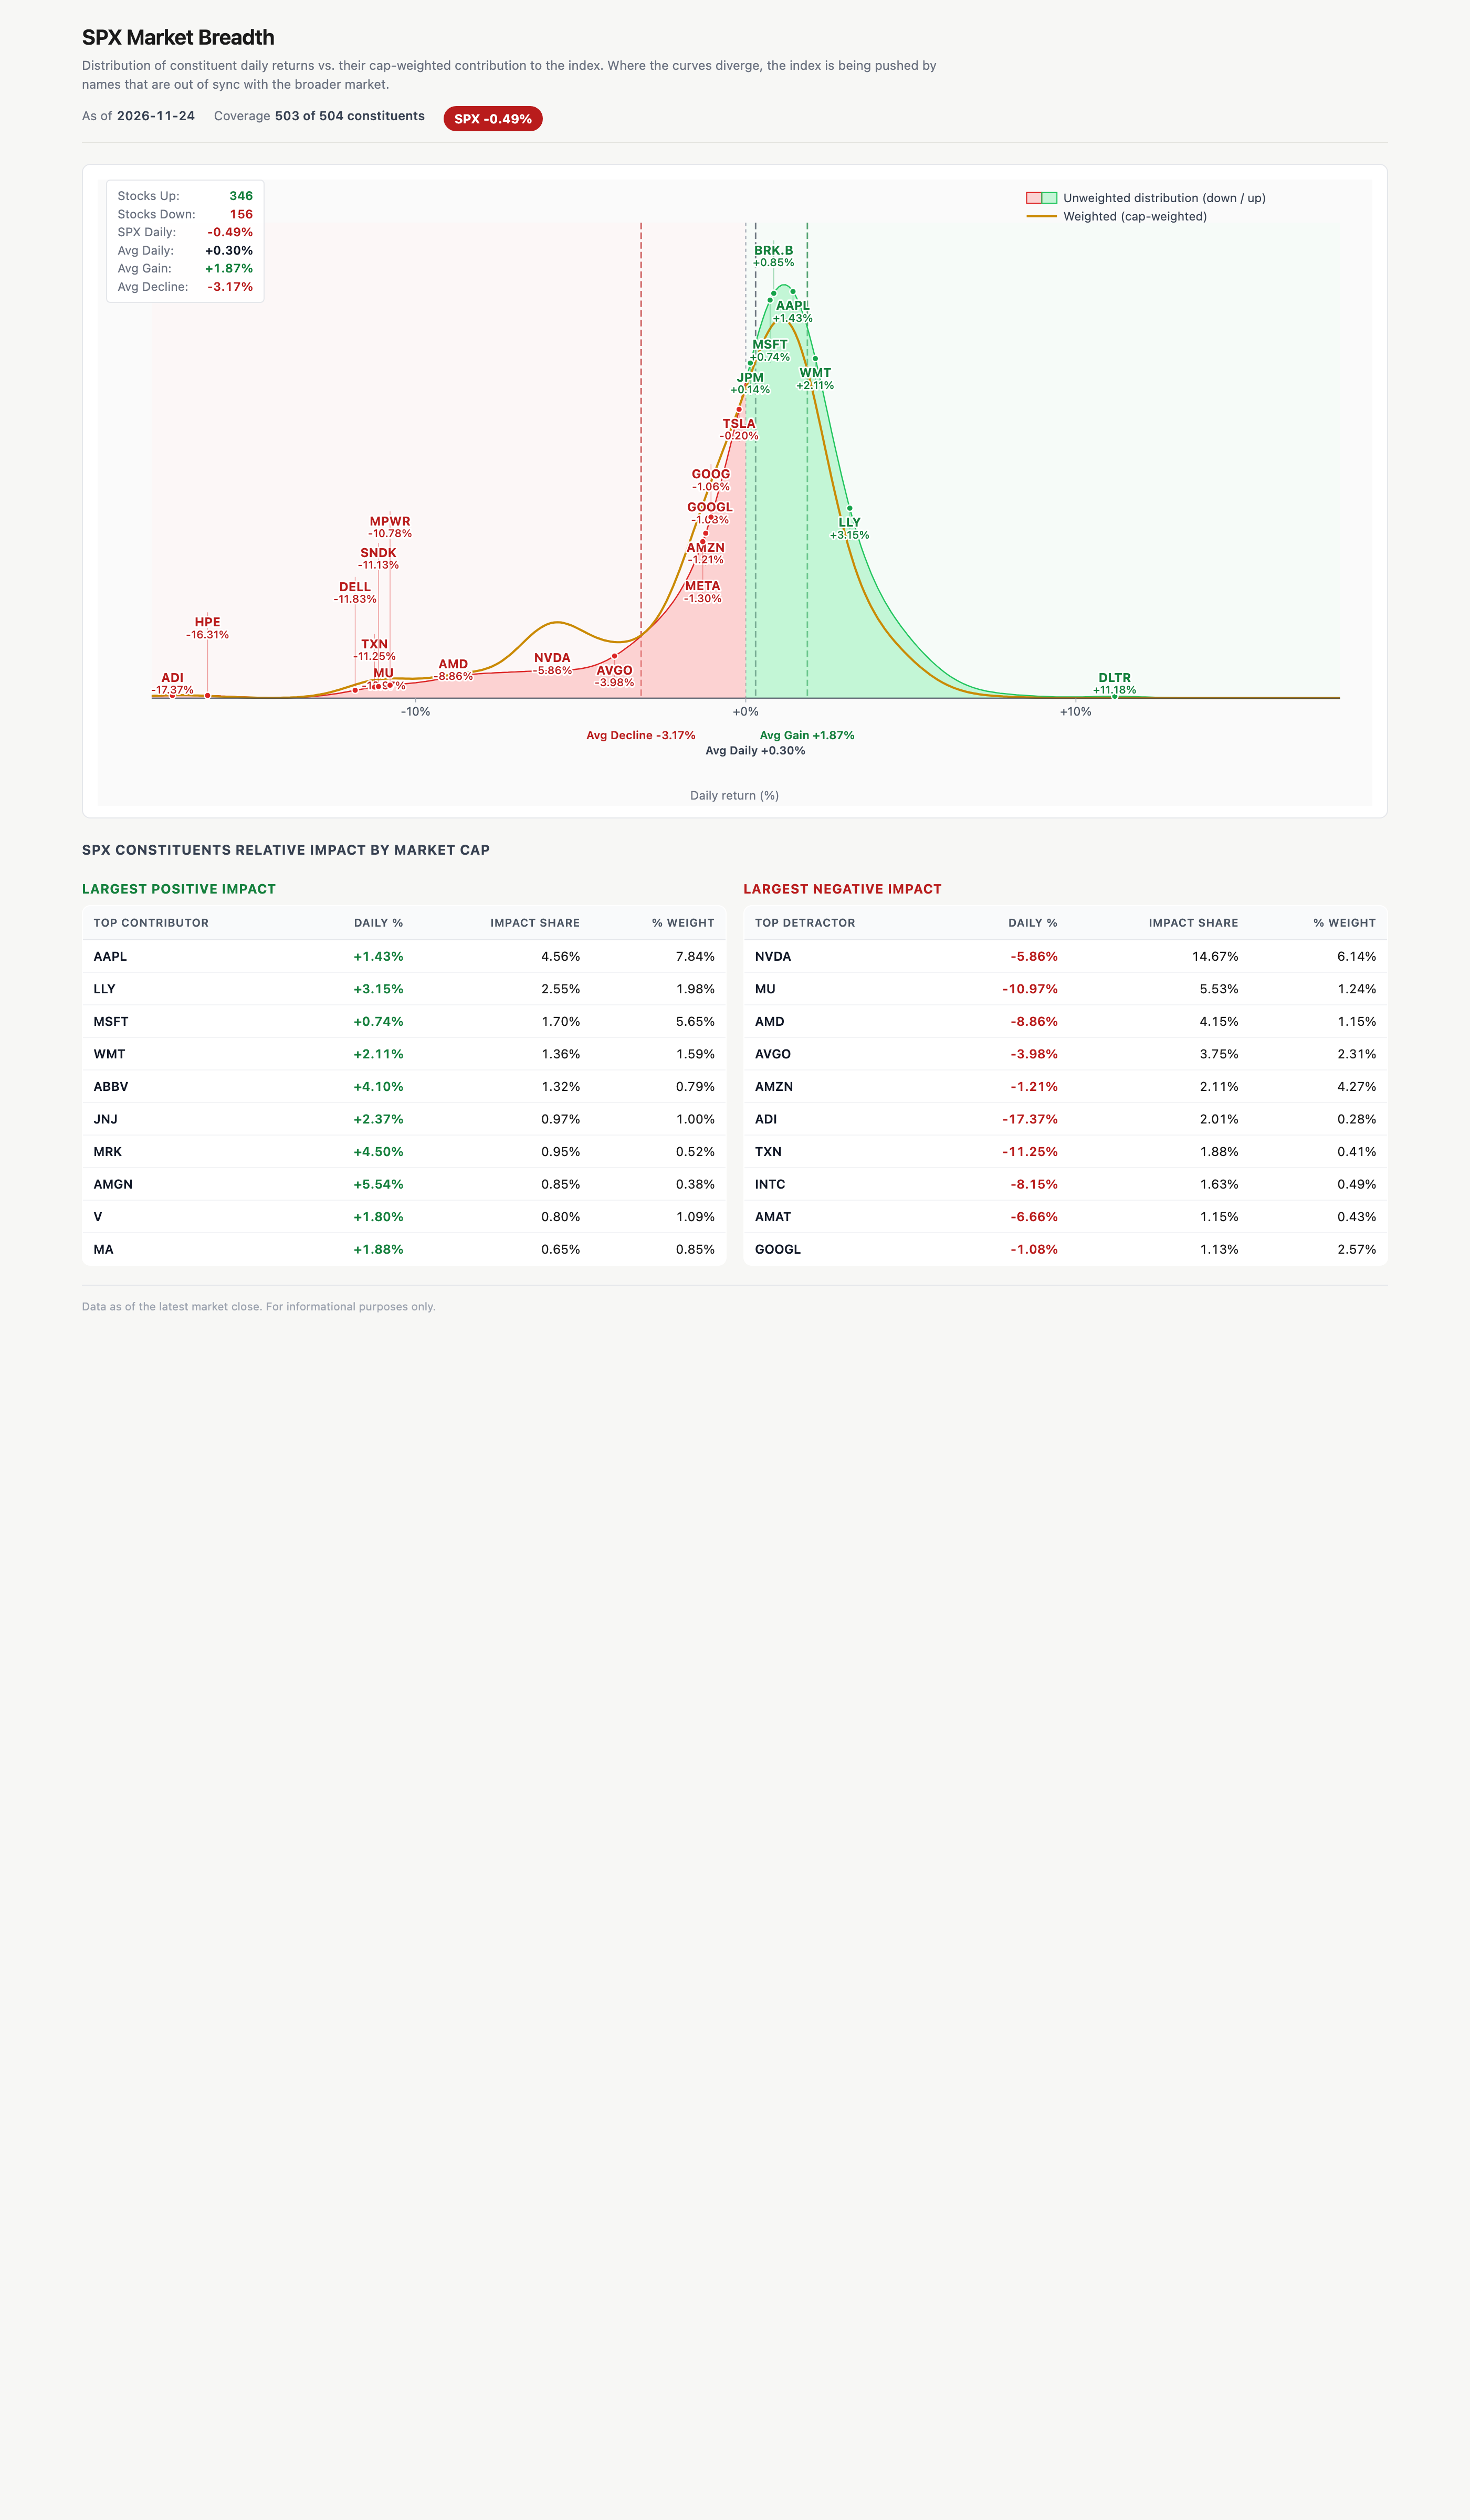 SPX Market Breadth
Distribution of constituent daily returns vs. their cap-weighted contribution to the index. Where the curves diverge, the index is being pushed by
names that are out of sync with the broader market.
As of 2026-11-24 Coverage 503 of 504 constituents SPX -0.49%
Stocks Up: 346
Stocks Down: 156
SPX Daily: -0.49%
Avg Daily: +0.30%
Avg Gain: +1.87%
Avg Decline: -3.17%
Unweighted distribution (down / up)
Weighted (cap-weighted)
BRK.B
+0.85%
AAPL
+1.43%
MSFT
+0.74%
WMT
+2.11%
JPM
+0.14%
TSLA
-0.20%
GOOG
-1.06%
GOOGL
-1.08%
AMZN
-1.21%
META
-1.30%
LLY
+3.15%
MPWR
-10.78%
SNDK
-11.13%
DELL
-11.83%
HPE
-16.31%
TXN
-11.25%
MU
-10.97%
AMD
-8.86%
NVDA
-5.86%
AVGO
-3.98%
ADI
-17.37%
DLTR
+11.18%
-10% +0% +10%
Avg Decline -3.17% Avg Gain +1.87%
Avg Daily +0.30%
Daily return (%)
SPX CONSTITUENTS RELATIVE IMPACT BY MARKET CAP
LARGEST POSITIVE IMPACT
TOP CONTRIBUTOR DAILY % IMPACT SHARE % WEIGHT
AAPL +1.43% 4.56% 7.84%
LLY +3.15% 2.55% 1.98%
MSFT +0.74% 1.70% 5.65%
WMT +2.11% 1.36% 1.59%
ABBV +4.10% 1.32% 0.79%
JNJ +2.37% 0.97% 1.00%
MRK +4.50% 0.95% 0.52%
AMGN +5.54% 0.85% 0.38%
V +1.80% 0.80% 1.09%
MA +1.88% 0.65% 0.85%
LARGEST NEGATIVE IMPACT
TOP DETRACTOR DAILY % IMPACT SHARE % WEIGHT
NVDA -5.86% 14.67% 6.14%
MU -10.97% 5.53% 1.24%
AMD -8.86% 4.15% 1.15%
AVGO -3.98% 3.75% 2.31%
AMZN -1.21% 2.11% 4.27%
ADI -17.37% 2.01% 0.28%
TXN -11.25% 1.88% 0.41%
INTC -8.15% 1.63% 0.49%
AMAT -6.66% 1.15% 0.43%
GOOGL -1.08% 1.13% 2.57%
Data as of the latest market close. For informational purposes only.